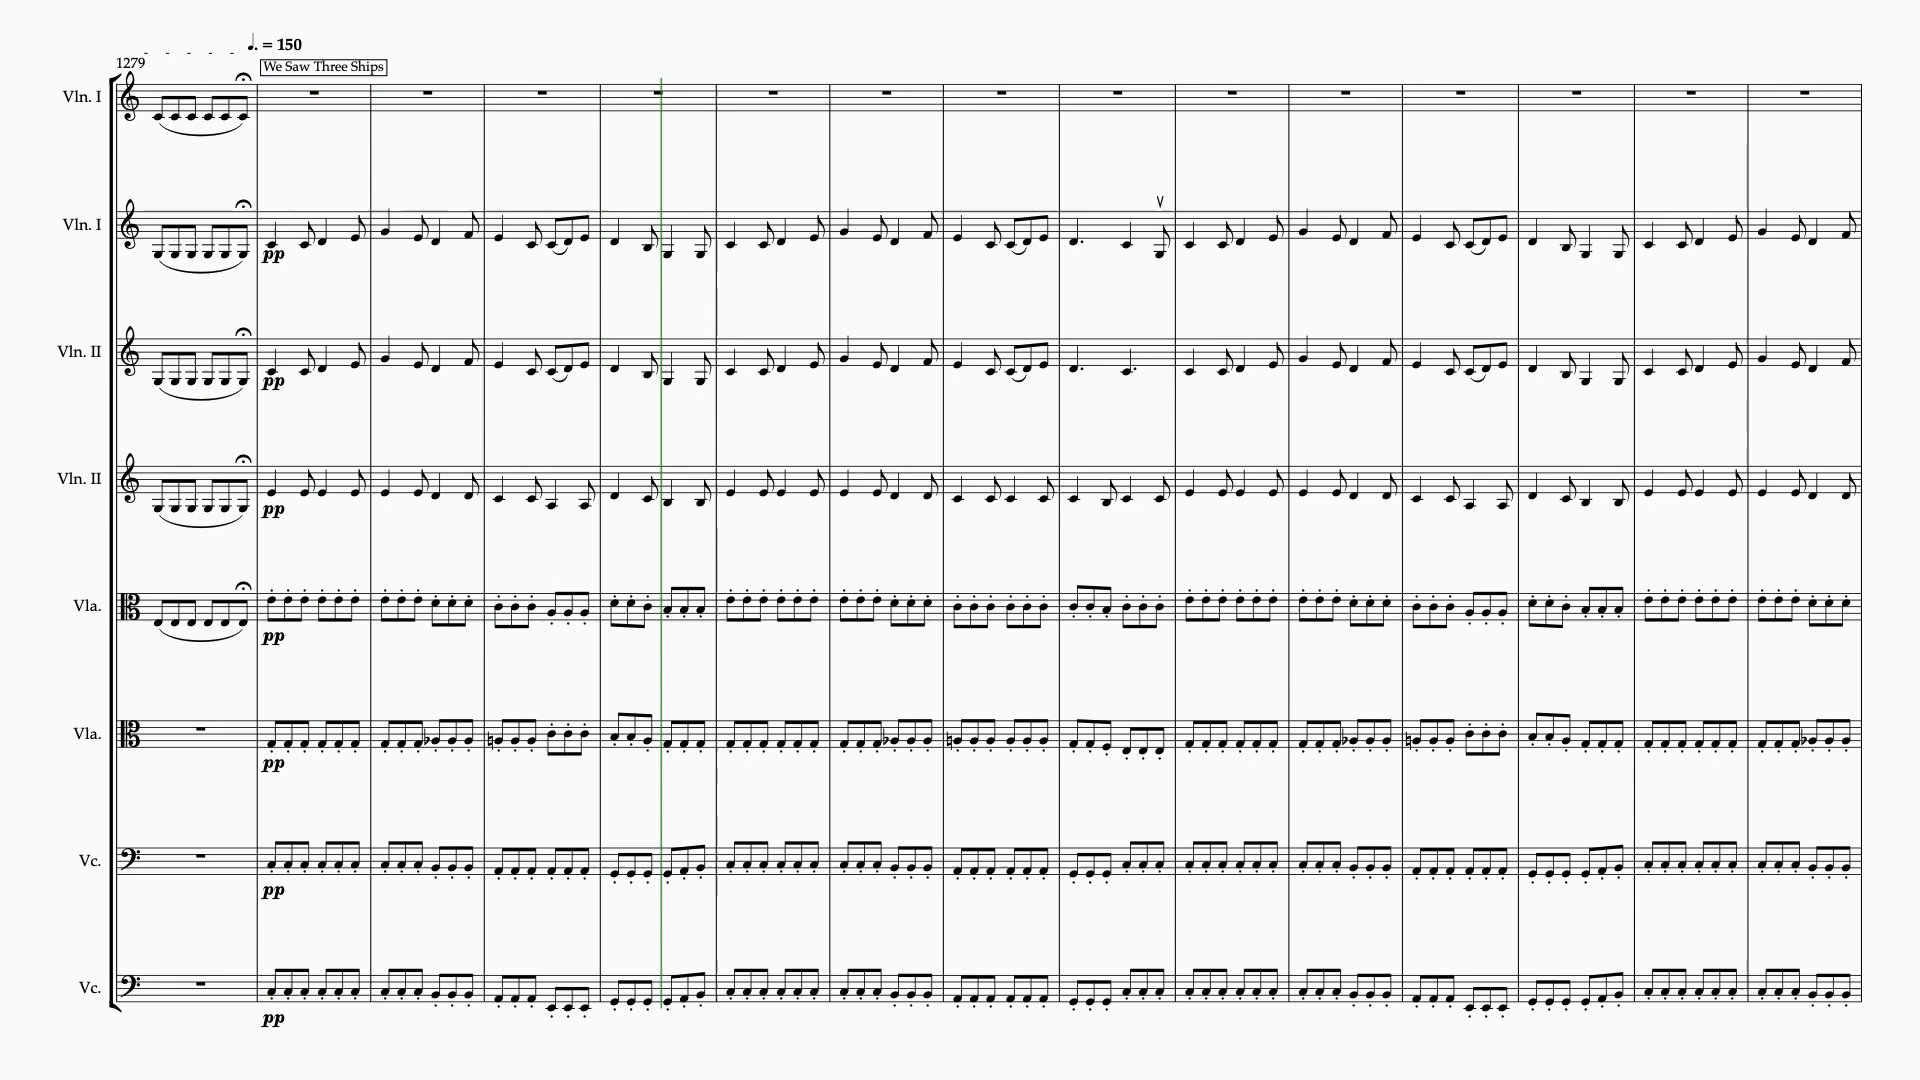 ♩. = 150
1279
We Saw Three Ships
Vln. I
Vln. I
pp
Vln. II
pp
Vln. II
pp
Vla.
pp
Vla.
pp
Vc.
pp
Vc.
pp